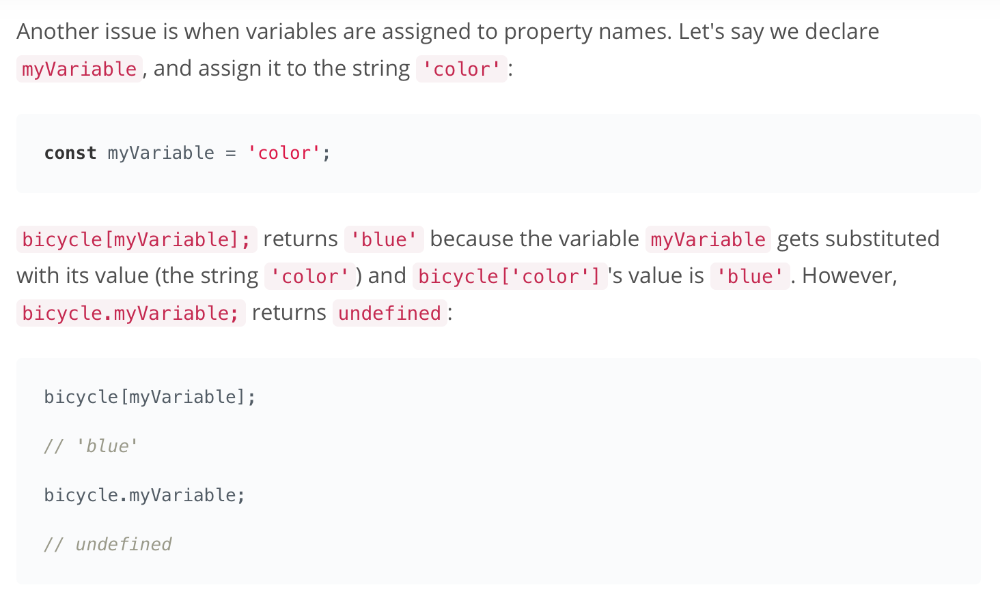 Another issue is when variables are assigned to property names. Let's say we declare
myVariable, and assign it to the string 'color':
const myVariable = 'color';
bicycle[myVariable]; returns 'blue' because the variable myVariable gets substituted
with its value (the string 'color') and bicycle['color']'s value is 'blue'. However,
bicycle.myVariable; returns undefined:
bicycle[myVariable];
// 'blue'
bicycle.myVariable;
// undefined